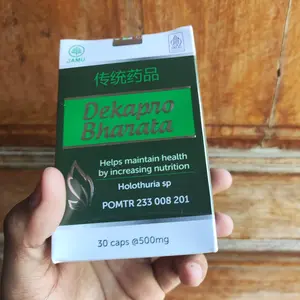 JAMU
传统药品
Dekapro
Bharata
Helps maintain health
by increasing nutrition
Holothuria sp
POMTR 233 008 201
30 caps @500mg